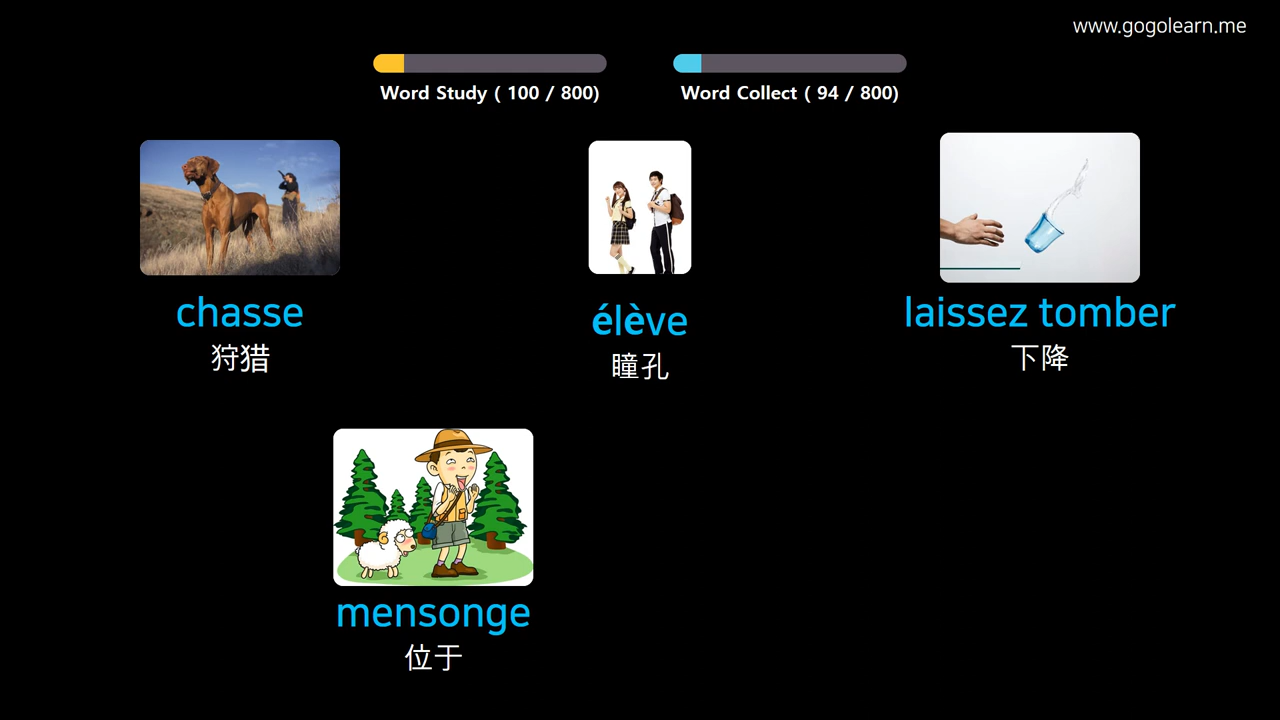 www.gogolearn.me
Word Study ( 100 / 800)
Word Collect ( 94 / 800)
chasse
狩猎
élève
瞳孔
laissez tomber
下降
mensonge
位于